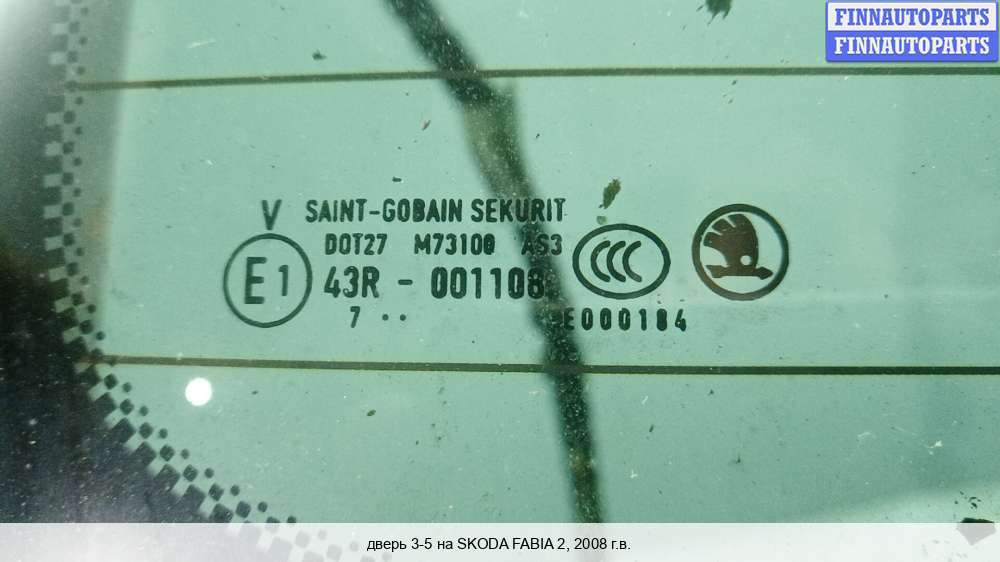 FINNAUTOPARTS
FINNAUTOPARTS
V SAINT-GOBAIN SEKURIT
DOT27 M73100 AS3
E1 43R - 001108 CCC
7 ·· E000184
дверь 3-5 на SKODA FABIA 2, 2008 г.в.